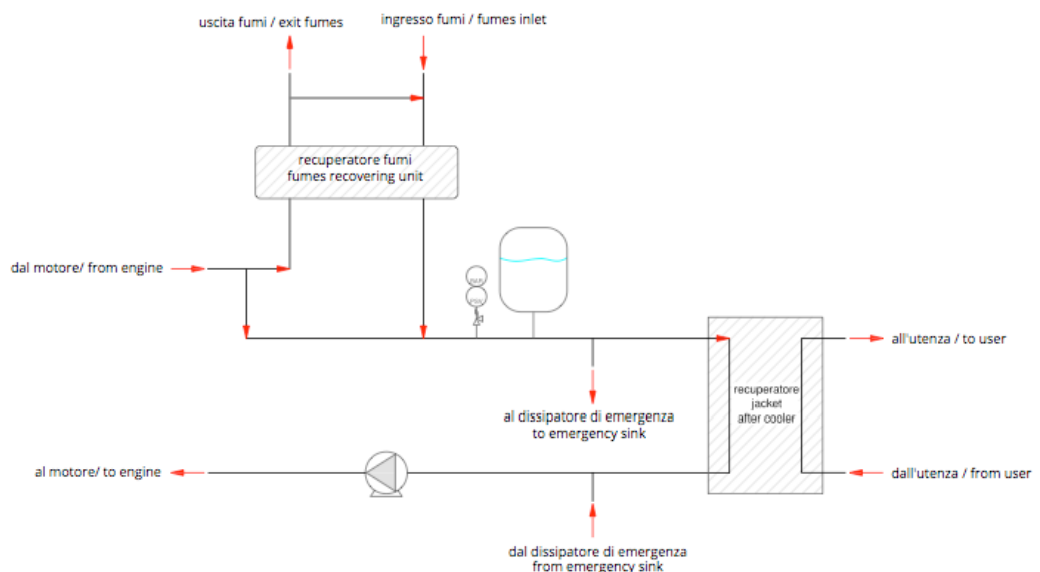 uscita fumi / exit fumes
ingresso fumi / fumes inlet
recuperatore fumi
fumes recovering unit
dal motore/ from engine
all'utenza / to user
recuperatore
jacket
after cooler
al dissipatore di emergenza
to emergency sink
al motore/ to engine
dall'utenza / from user
dal dissipatore di emergenza
from emergency sink